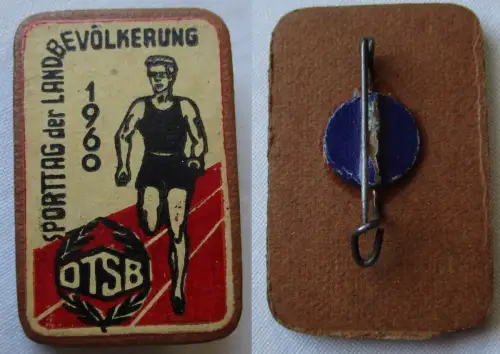 SPORTTAG der LANDBEVÖLKERUNG
1960
DTSB